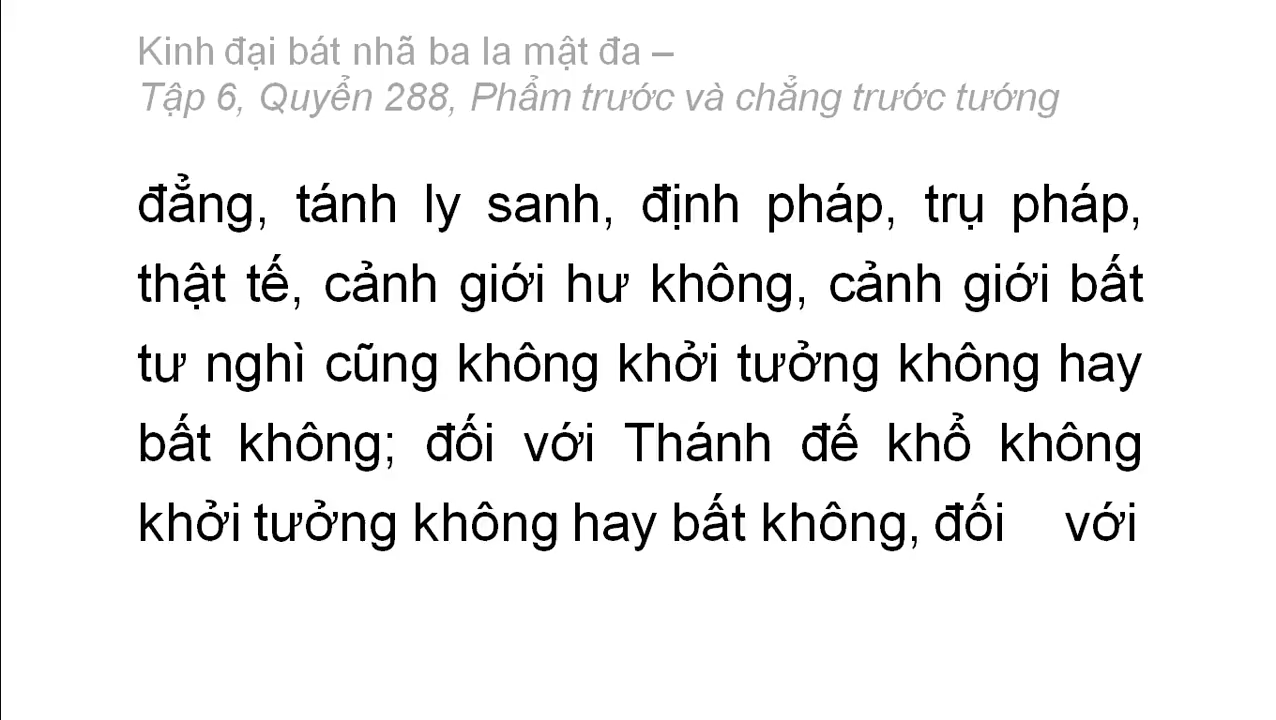 Kinh đại bát nhã ba la mật đa –
Tập 6, Quyển 288, Phẩm trước và chẳng trước tướng
đẳng, tánh ly sanh, định pháp, trụ pháp,
thật tế, cảnh giới hư không, cảnh giới bất
tư nghì cũng không khởi tưởng không hay
bất không; đối với Thánh đế khổ không
khởi tưởng không hay bất không, đối với